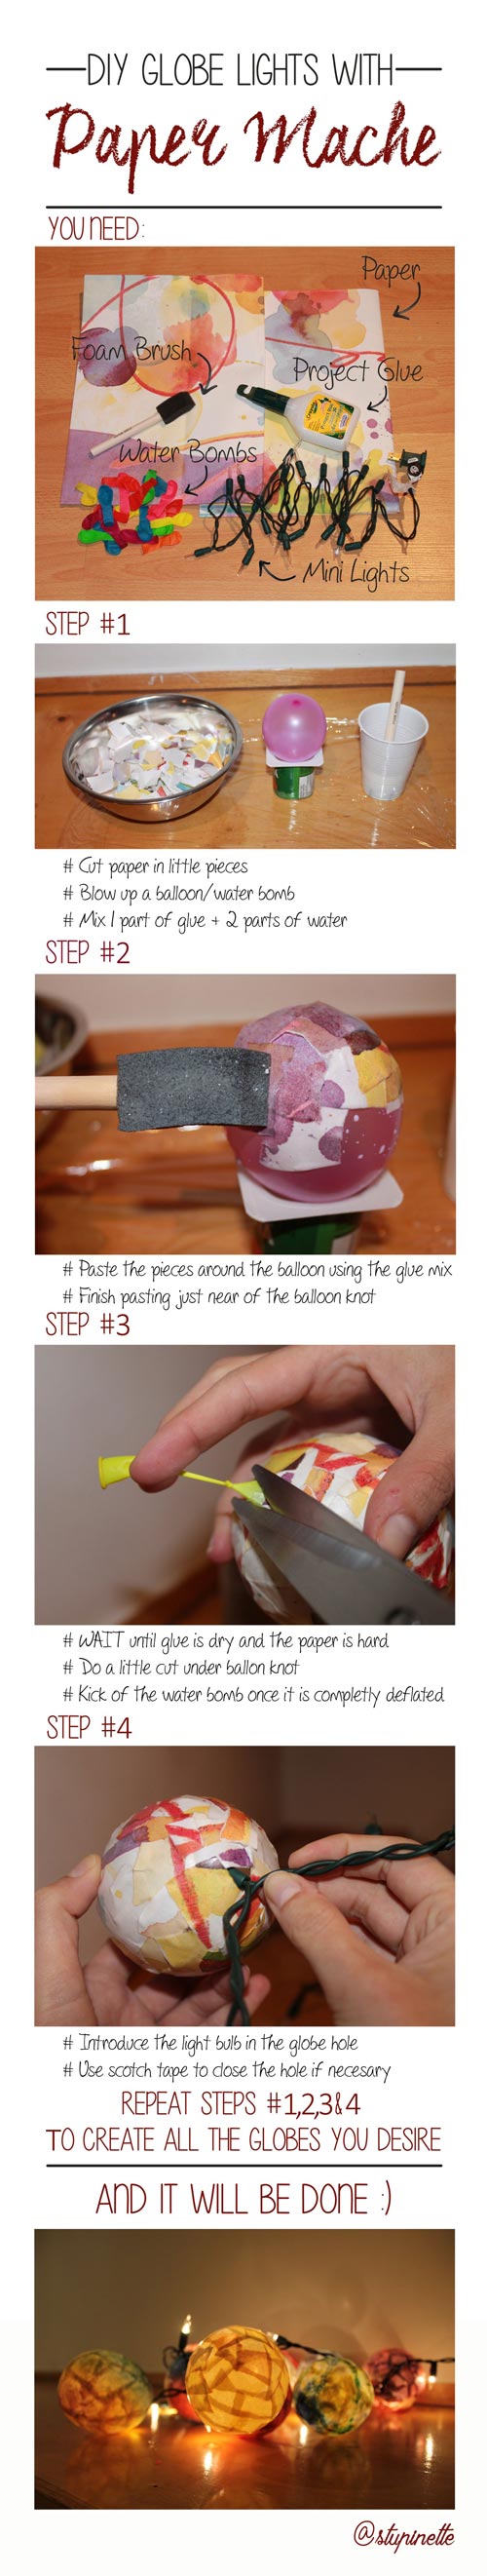 DIY GLOBE LIGHTS WITH
Paper Mache
YOU NEED:
Paper
Foam Brush
Project Glue
Water Bombs
Mini Lights
STEP #1
# Cut paper in little pieces
# Blow up a balloon/water bomb
# Mix 1 part of glue + 2 parts of water
STEP #2
# Paste the pieces around the balloon using the glue mix
# Finish pasting just near of the balloon knot
STEP #3
# WAIT until glue is dry and the paper is hard
# Do a little cut under ballon knot
# Kick of the water bomb once it is completly deflated
STEP #4
# Introduce the light bulb in the globe hole
# Use scotch tape to close the hole if necesary
REPEAT STEPS #1,2,3&4
TO CREATE ALL THE GLOBES YOU DESIRE
AND IT WILL BE DONE :)
@stupinette